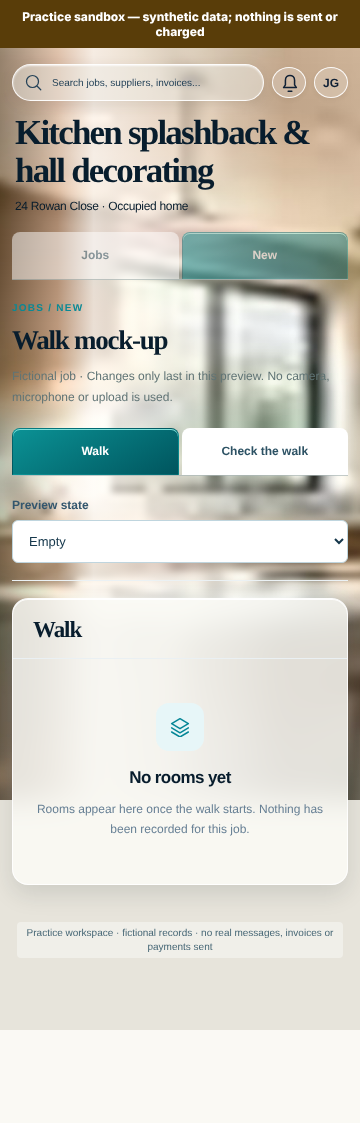 Practice sandbox — synthetic data; nothing is sent or
charged
Search jobs, suppliers, invoices...
JG
Kitchen splashback &
hall decorating
24 Rowan Close · Occupied home
Jobs
New
JOBS / NEW
Walk mock-up
Fictional job · Changes only last in this preview. No camera,
microphone or upload is used.
Walk
Check the walk
Preview state
Empty
Walk
No rooms yet
Rooms appear here once the walk starts. Nothing has
been recorded for this job.
Practice workspace · fictional records · no real messages, invoices or
payments sent